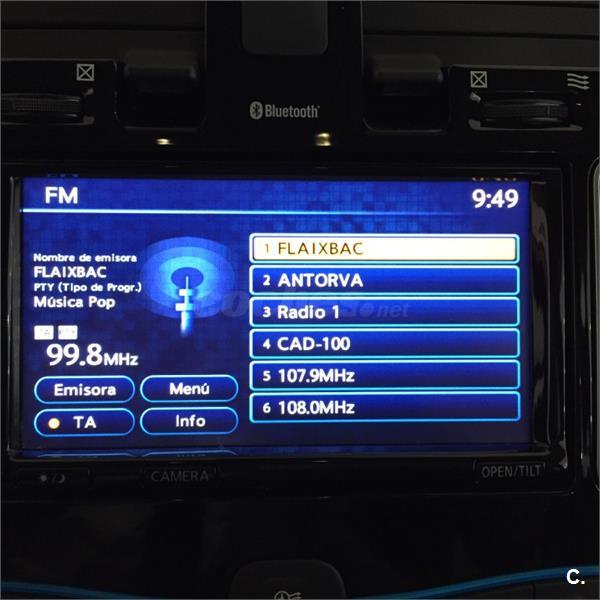 Bluetooth
FM
9:49
Nombre de emisora
FLAIXBAC
PTY (Tipo de Progr.)
Música Pop
99.8MHz
Emisora
Menú
TA
Info
1 FLAIXBAC
2 ANTORVA
3 Radio 1
4 CAD-100
5 107.9MHz
6 108.0MHz
coches.net
CAMERA
OPEN/TILT
C.